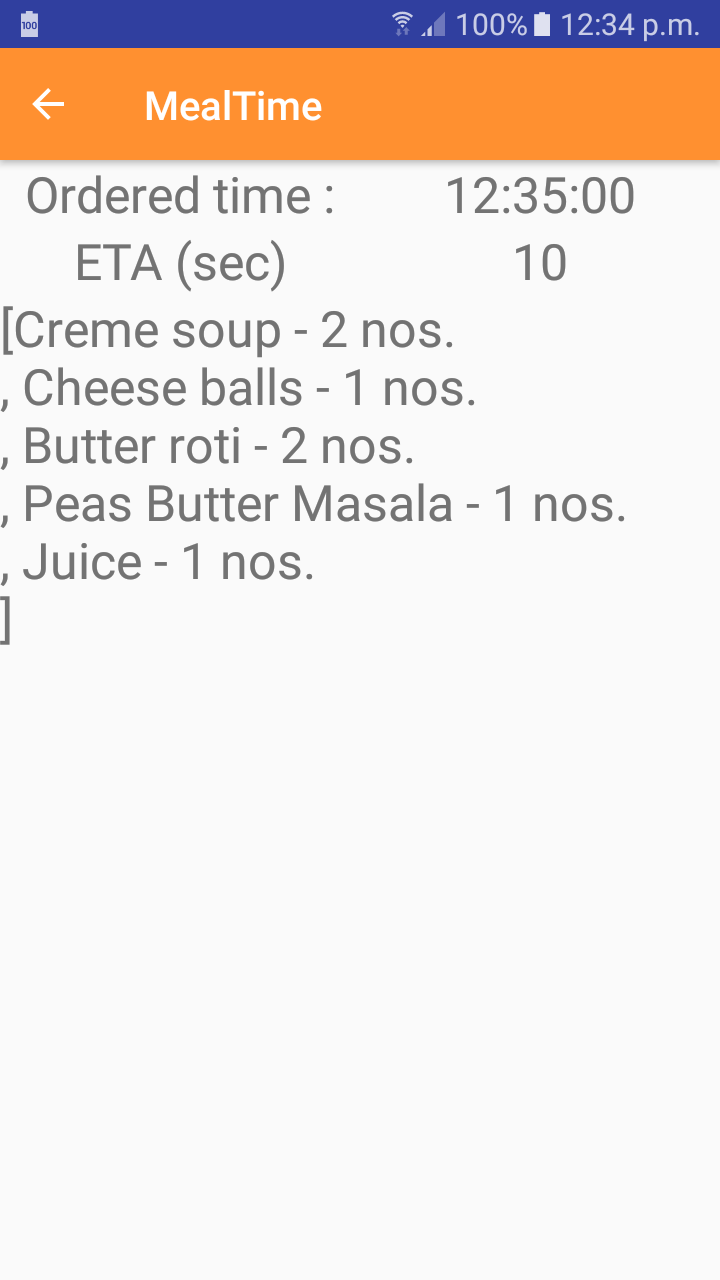 100 100% 12:34 p.m.
MealTime
Ordered time : 12:35:00
ETA (sec) 10
[Creme soup - 2 nos.
, Cheese balls - 1 nos.
, Butter roti - 2 nos.
, Peas Butter Masala - 1 nos.
, Juice - 1 nos.
]